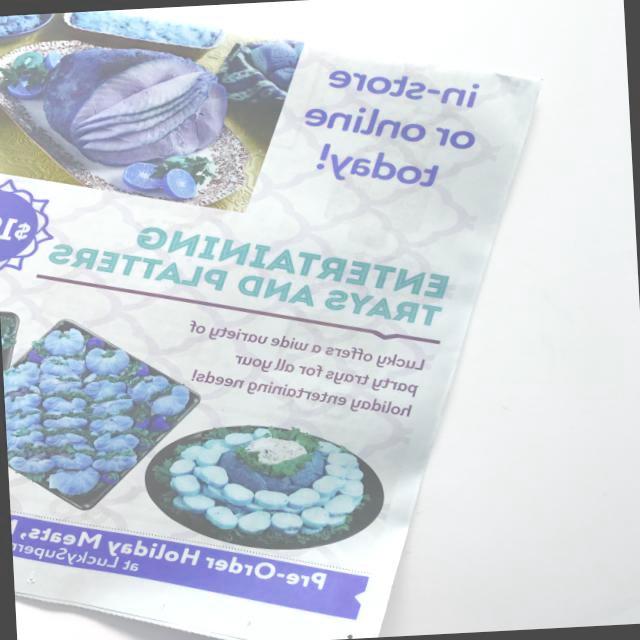 in-store
or online
today!
ENTERTAINING
TRAYS AND PLATTERS
Lucky offers a wide variety of
party trays for all your
holiday entertaining needs!
Pre-Order Holiday Meats,
at